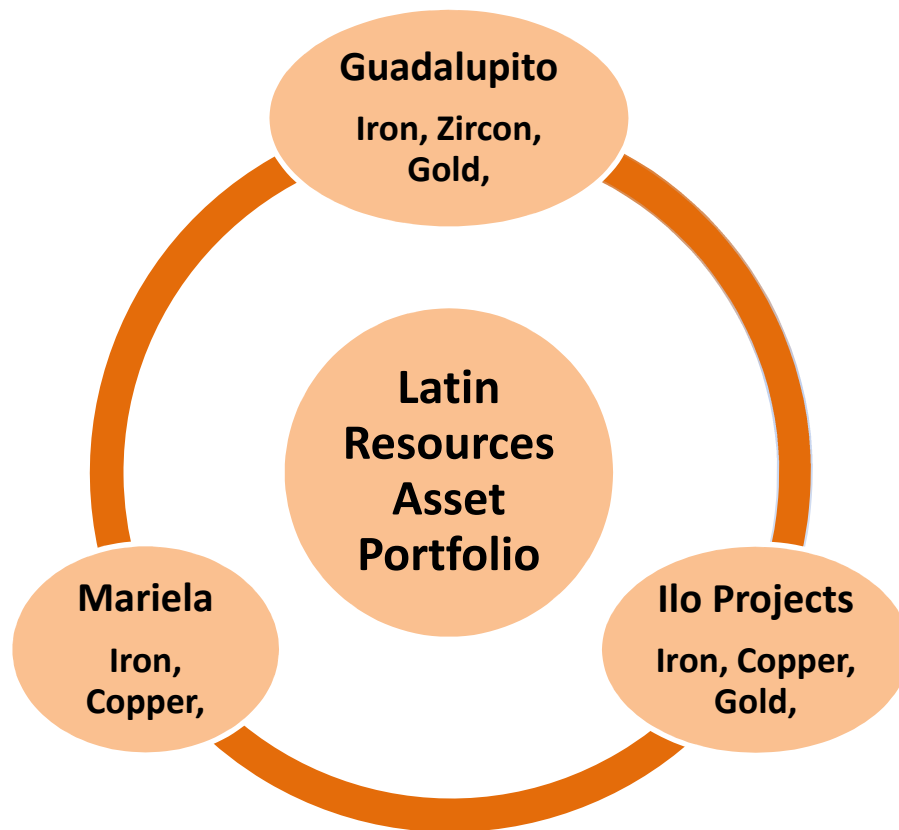 Guadalupito
Iron, Zircon,
Gold,
Latin
Resources
Asset
Portfolio
Mariela
Iron,
Copper,
Ilo Projects
Iron, Copper,
Gold,